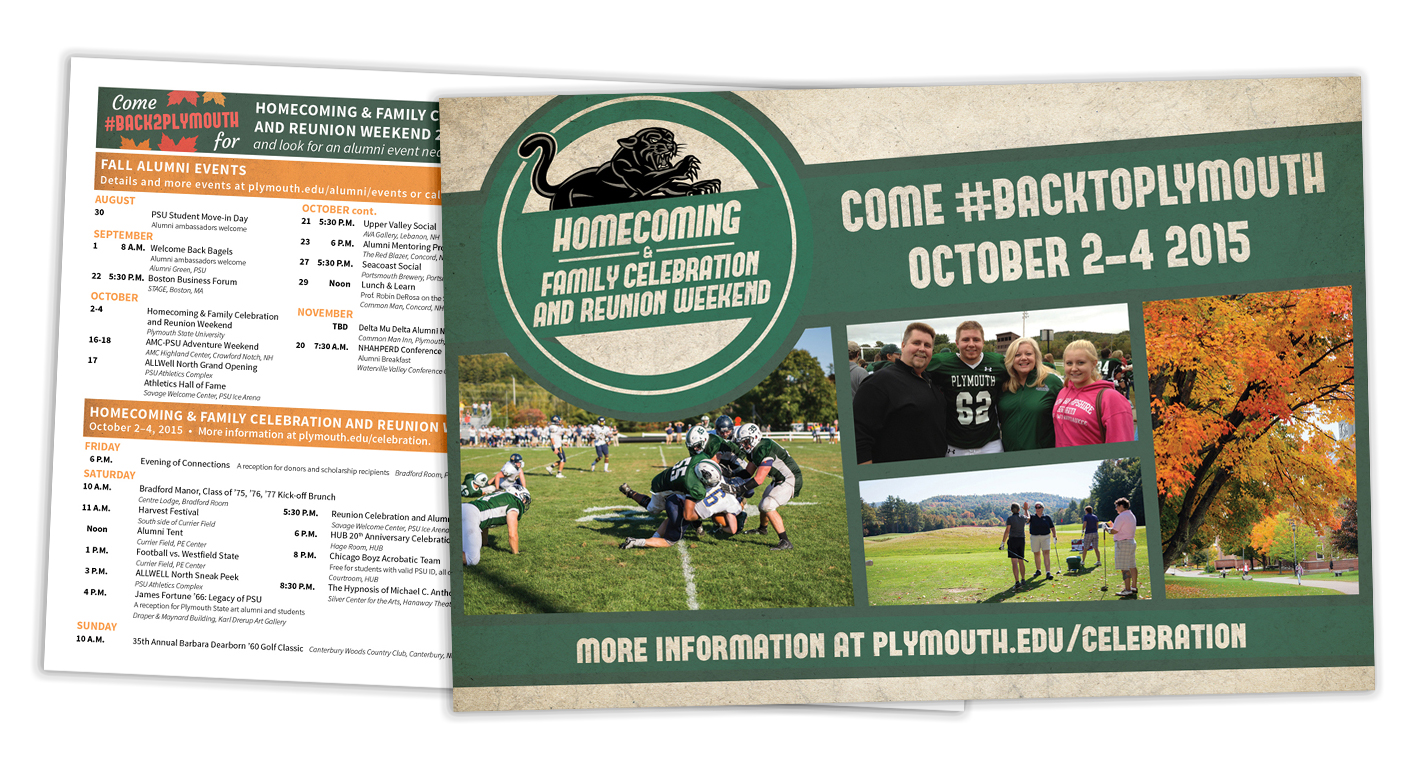 Come
#BACK2PLYMOUTH
for
HOMECOMING & FAMILY
AND REUNION WEEKEND
and look for an alumni event
FALL ALUMNI EVENTS
Details and more events at plymouth.edu/alumni/events or
AUGUST
30 PSU Student Move-in Day
Alumni ambassadors welcome
SEPTEMBER
1 8 A.M. Welcome Back Bagels
Alumni ambassadors welcome
Alumni Green, PSU
22 5:30 P.M. Boston Business Forum
STAGE, Boston, MA
OCTOBER
2-4 Homecoming & Family Celebration
and Reunion Weekend
Plymouth State University
16-18 AMC-PSU Adventure Weekend
AMC Highland Center, Crawford Notch, NH
17 ALLWell North Grand Opening
PSU Athletics Complex
Athletics Hall of Fame
Savage Welcome Center, PSU Ice Arena
OCTOBER cont.
21 5:30 P.M. Upper Valley Social
AVA Gallery, Lebanon, NH
23 6 P.M. Alumni Mentoring
The Red Blazer, Concord,
27 5:30 P.M. Seacoast Social
Portsmouth Brewery,
29 Noon Lunch & Learn
Prof. Robin DeRosa on the
Common Man, Concord, NH
NOVEMBER
TBD Delta Mu Delta Alumni
Common Man Inn, Plymouth,
20 7:30 A.M. NHAHPERD Conference
Alumni Breakfast
Waterville Valley Conference
HOMECOMING & FAMILY CELEBRATION AND REUNION
October 2–4, 2015 • More information at plymouth.edu/celebration.
FRIDAY
6 P.M. Evening of Connections A reception for donors and scholarship recipients Bradford Room,
SATURDAY
10 A.M. Bradford Manor, Class of '75, '76, '77 Kick-off Brunch
Centre Lodge, Bradford Room
11 A.M. Harvest Festival
South side of Currier Field
Noon Alumni Tent
Currier Field, PE Center
1 P.M. Football vs. Westfield State
Currier Field, PE Center
3 P.M. ALLWELL North Sneak Peek
PSU Athletics Complex
4 P.M. James Fortune '66: Legacy of PSU
A reception for Plymouth State art alumni and students
Draper & Maynard Building, Karl Drerup Art Gallery
5:30 P.M. Reunion Celebration and
Savage Welcome Center, PSU Ice Arena
6 P.M. HUB 20th Anniversary
Hage Room, HUB
8 P.M. Chicago Boyz Acrobatic Team
Free for students with valid PSU ID,
Courtroom, HUB
8:30 P.M. The Hypnosis of Michael C.
Silver Center for the Arts, Hanaway
SUNDAY
10 A.M. 35th Annual Barbara Dearborn '60 Golf Classic Canterbury Woods Country Club, Canterbury,
HOMECOMING
&
FAMILY CELEBRATION
AND REUNION WEEKEND
COME #BACKTOPLYMOUTH
OCTOBER 2–4 2015
PLYMOUTH
62
MORE INFORMATION AT PLYMOUTH.EDU/CELEBRATION